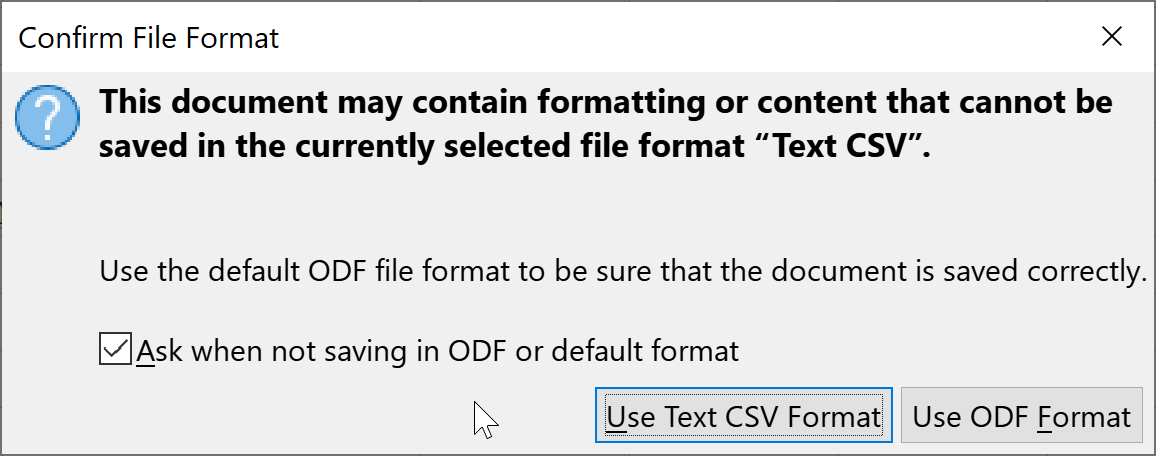 Confirm File Format
This document may contain formatting or content that cannot be
saved in the currently selected file format “Text CSV”.
Use the default ODF file format to be sure that the document is saved correctly.
Ask when not saving in ODF or default format
Use Text CSV Format
Use ODF Format